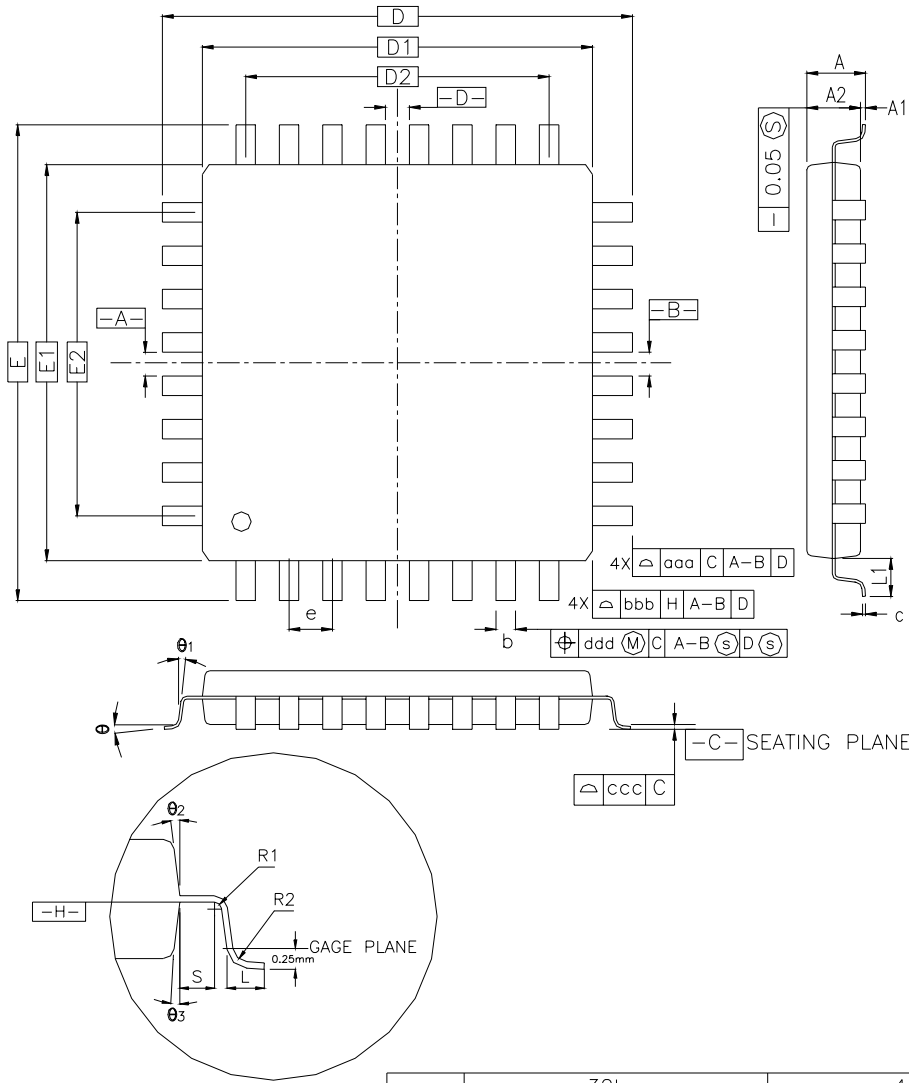 D
D1
D2
-D-
A
A2
A1
- 0.05 S
E
E1
E2
-A-
-B-
L1
c
4X ⌓ aaa C A-B D
4X ⌓ bbb H A-B D
e
b
⌖ ddd M C A-B S D S
θ1
θ
-C- SEATING PLANE
⌓ ccc C
θ2
R1
-H-
R2
GAGE PLANE
0.25mm
S
L
θ3